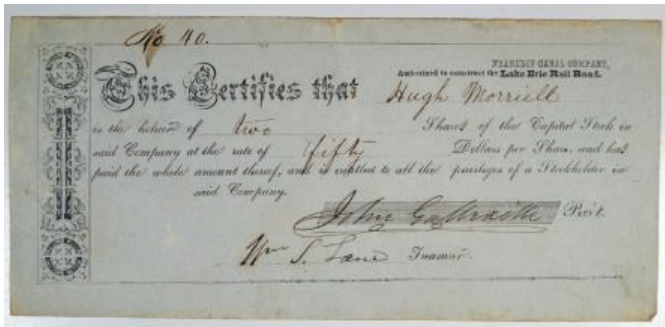 No 40.
FRANKLIN CANAL COMPANY,
Authorized to construct the Lake Erie Rail Road.
This Certifies that Hugh Morriell
is the holder of two Shares of the Capital Stock in
said Company at the rate of fifty Dollars per Share, and has
paid the whole amount thereof, and is entitled to all the privileges of a Stockholder in
said Company.
John Galbraith Pres't.
Wm S. Lane Treasurer.